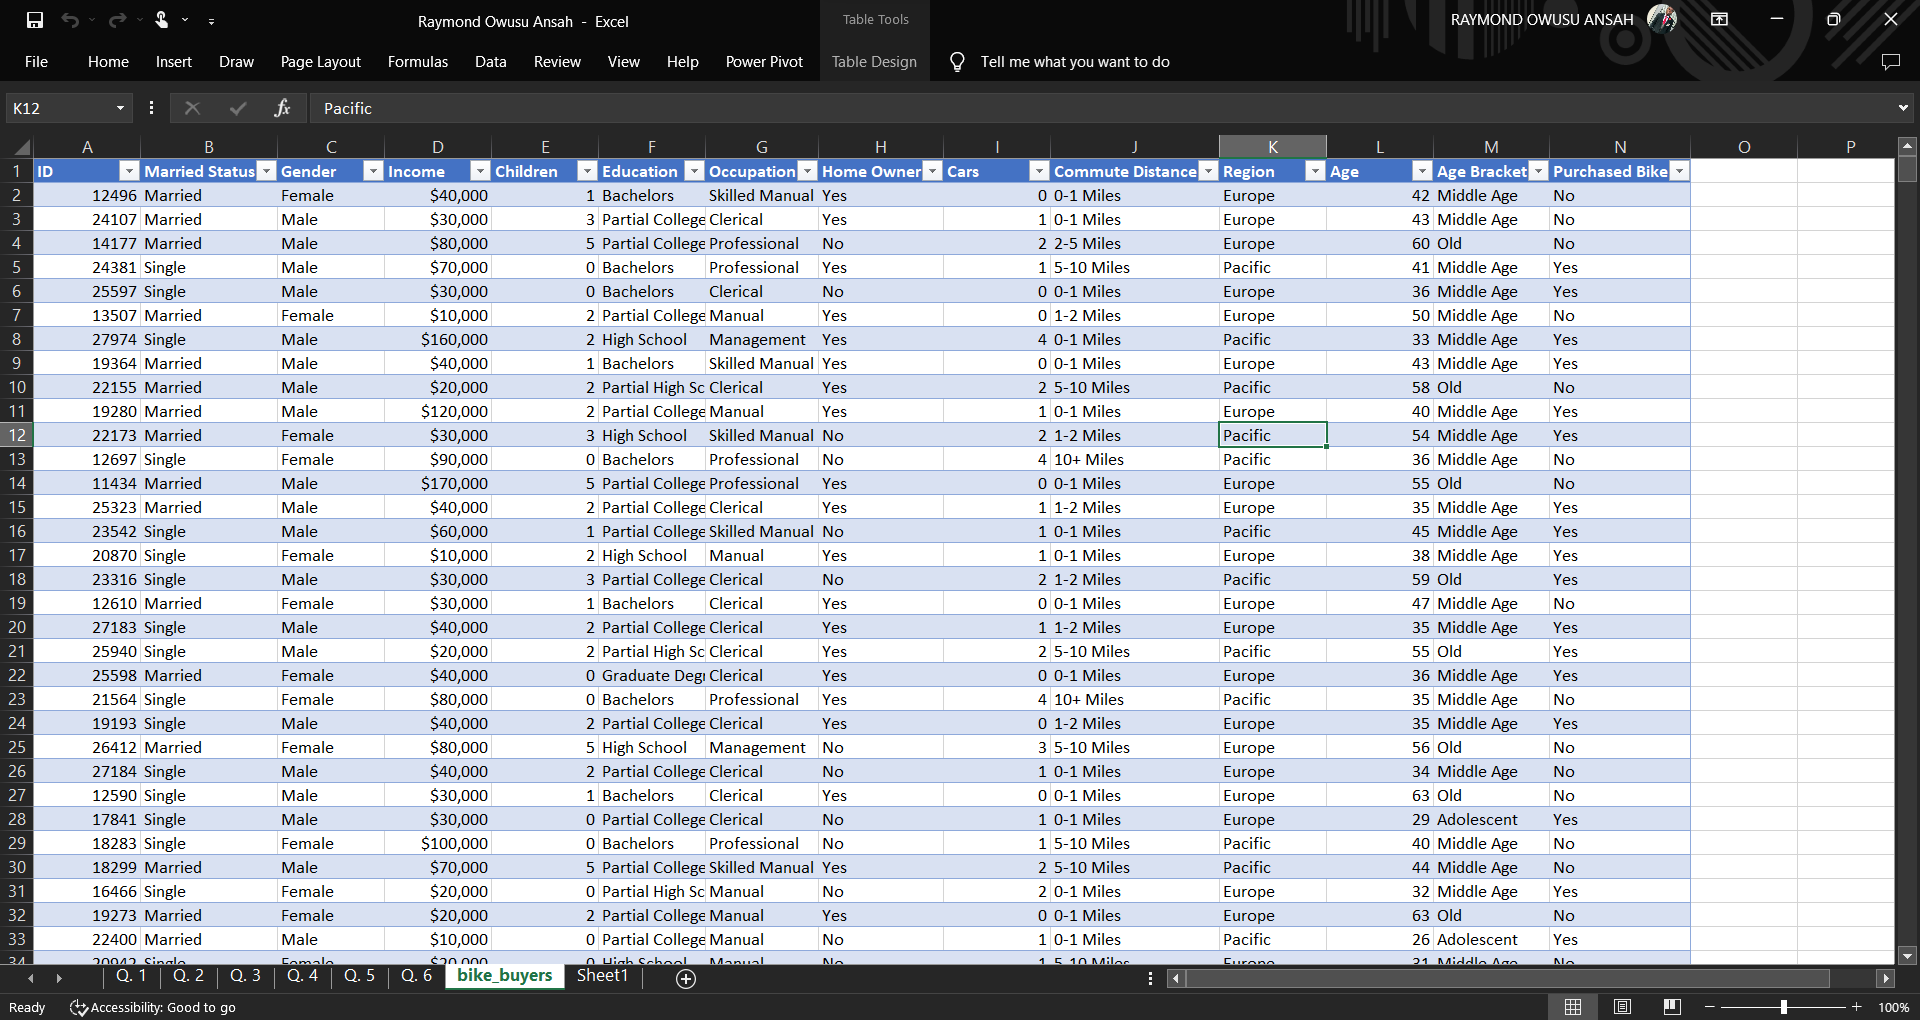 Raymond Owusu Ansah - Excel
Table Tools
RAYMOND OWUSU ANSAH
File Home Insert Draw Page Layout Formulas Data Review View Help Power Pivot Table Design Tell me what you want to do
K12 fx Pacific
A B C D E F G H I J K L M N O P
1 ID Married Status Gender Income Children Education Occupation Home Owner Cars Commute Distance Region Age Age Bracket Purchased Bike
2 12496 Married Female $40,000 1 Bachelors Skilled Manual Yes 0 0-1 Miles Europe 42 Middle Age No
3 24107 Married Male $30,000 3 Partial College Clerical Yes 1 0-1 Miles Europe 43 Middle Age No
4 14177 Married Male $80,000 5 Partial College Professional No 2 2-5 Miles Europe 60 Old No
5 24381 Single Male $70,000 0 Bachelors Professional Yes 1 5-10 Miles Pacific 41 Middle Age Yes
6 25597 Single Male $30,000 0 Bachelors Clerical No 0 0-1 Miles Europe 36 Middle Age Yes
7 13507 Married Female $10,000 2 Partial College Manual Yes 0 1-2 Miles Europe 50 Middle Age No
8 27974 Single Male $160,000 2 High School Management Yes 4 0-1 Miles Pacific 33 Middle Age Yes
9 19364 Married Male $40,000 1 Bachelors Skilled Manual Yes 0 0-1 Miles Europe 43 Middle Age Yes
10 22155 Married Male $20,000 2 Partial High Sc Clerical Yes 2 5-10 Miles Pacific 58 Old No
11 19280 Married Male $120,000 2 Partial College Manual Yes 1 0-1 Miles Europe 40 Middle Age Yes
12 22173 Married Female $30,000 3 High School Skilled Manual No 2 1-2 Miles Pacific 54 Middle Age Yes
13 12697 Single Female $90,000 0 Bachelors Professional No 4 10+ Miles Pacific 36 Middle Age No
14 11434 Married Male $170,000 5 Partial College Professional Yes 0 0-1 Miles Europe 55 Old No
15 25323 Married Male $40,000 2 Partial College Clerical Yes 1 1-2 Miles Europe 35 Middle Age Yes
16 23542 Single Male $60,000 1 Partial College Skilled Manual No 1 0-1 Miles Pacific 45 Middle Age Yes
17 20870 Single Female $10,000 2 High School Manual Yes 1 0-1 Miles Europe 38 Middle Age Yes
18 23316 Single Male $30,000 3 Partial College Clerical No 2 1-2 Miles Pacific 59 Old Yes
19 12610 Married Female $30,000 1 Bachelors Clerical Yes 0 0-1 Miles Europe 47 Middle Age No
20 27183 Single Male $40,000 2 Partial College Clerical Yes 1 1-2 Miles Europe 35 Middle Age Yes
21 25940 Single Male $20,000 2 Partial High Sc Clerical Yes 2 5-10 Miles Pacific 55 Old Yes
22 25598 Married Female $40,000 0 Graduate Deg Clerical Yes 0 0-1 Miles Europe 36 Middle Age Yes
23 21564 Single Female $80,000 0 Bachelors Professional Yes 4 10+ Miles Pacific 35 Middle Age No
24 19193 Single Male $40,000 2 Partial College Clerical Yes 0 1-2 Miles Europe 35 Middle Age Yes
25 26412 Married Female $80,000 5 High School Management No 3 5-10 Miles Europe 56 Old No
26 27184 Single Male $40,000 2 Partial College Clerical No 1 0-1 Miles Europe 34 Middle Age No
27 12590 Single Male $30,000 1 Bachelors Clerical Yes 0 0-1 Miles Europe 63 Old No
28 17841 Single Male $30,000 0 Partial College Clerical No 1 0-1 Miles Europe 29 Adolescent Yes
29 18283 Single Female $100,000 0 Bachelors Professional No 1 5-10 Miles Pacific 40 Middle Age No
30 18299 Married Male $70,000 5 Partial College Skilled Manual Yes 2 5-10 Miles Pacific 44 Middle Age No
31 16466 Single Female $20,000 0 Partial High Sc Manual No 2 0-1 Miles Europe 32 Middle Age Yes
32 19273 Married Female $20,000 2 Partial College Manual Yes 0 0-1 Miles Europe 63 Old No
33 22400 Married Male $10,000 0 Partial College Manual No 1 0-1 Miles Pacific 26 Adolescent Yes
34 20942 Single Female $20,000 0 High School Manual No 1 5-10 Miles Europe 31 Middle Age No
Q. 1 Q. 2 Q. 3 Q. 4 Q. 5 Q. 6 bike_buyers Sheet1
Ready Accessibility: Good to go 100%